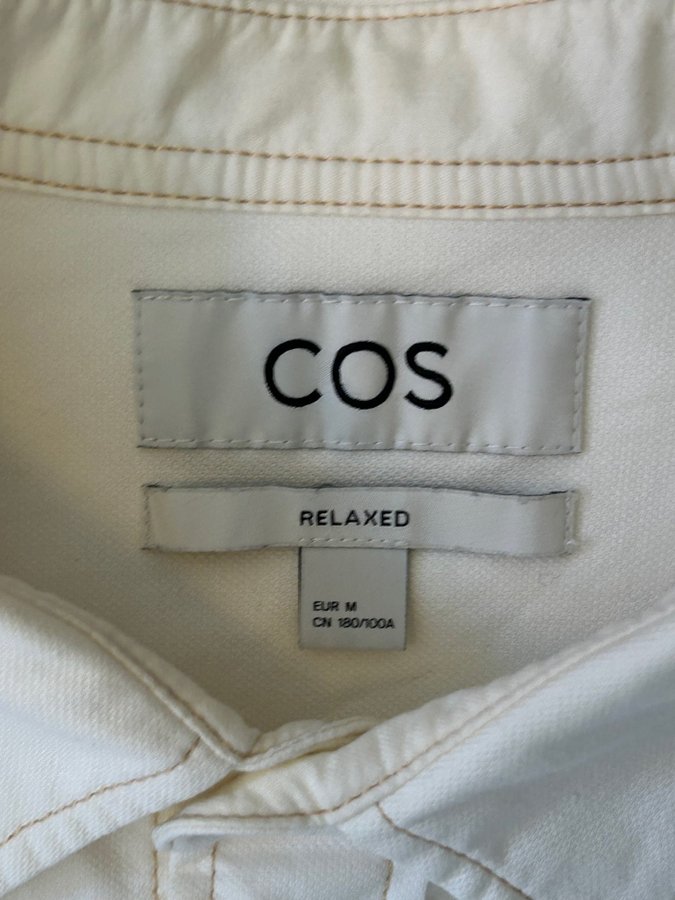 COS
RELAXED
EUR M
CN 180/100A